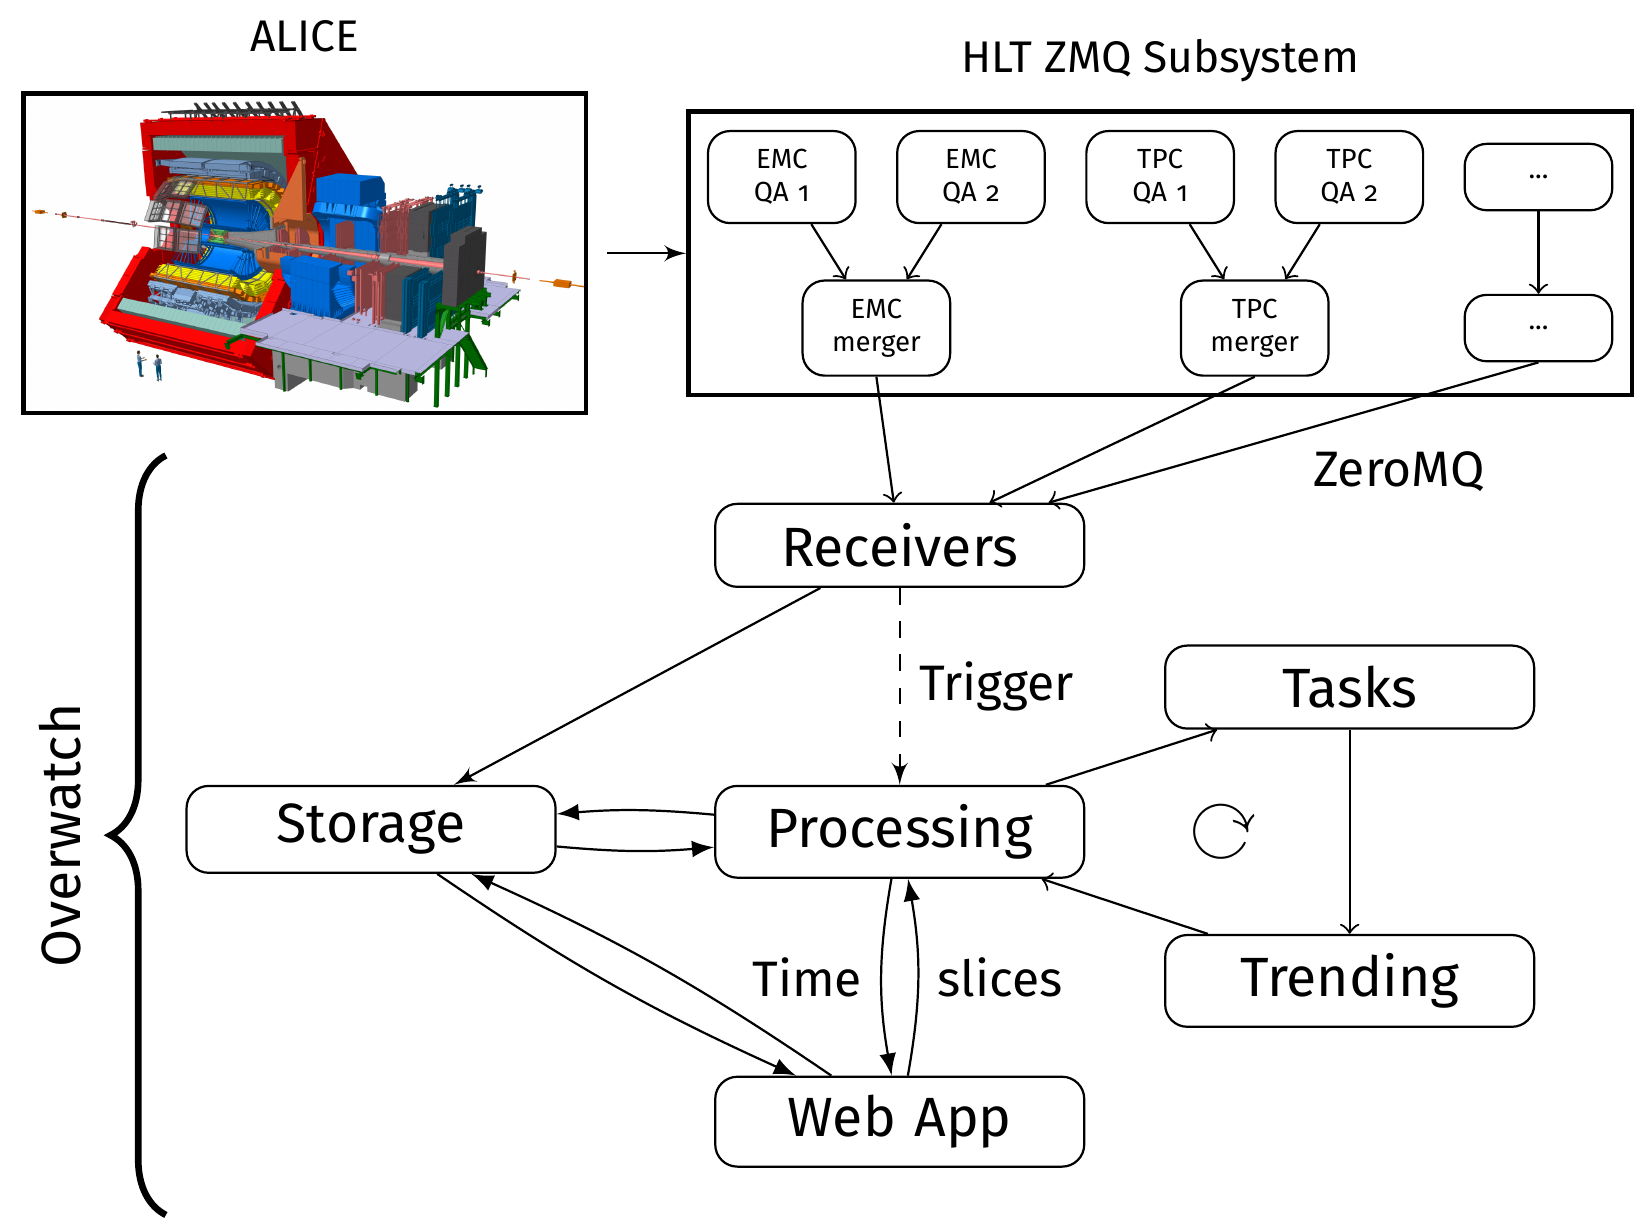 ALICE
HLT ZMQ Subsystem
EMC
QA 1
EMC
QA 2
TPC
QA 1
TPC
QA 2
...
EMC
merger
TPC
merger
...
ZeroMQ
Receivers
Trigger
Tasks
Overwatch
Storage
Processing
Time slices
Trending
Web App